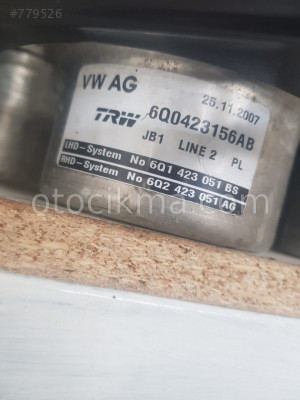 #779526
VW AG
25.11.2007
TRW 6Q0423156AB
JB1 LINE 2 PL
LHD-System No 6Q1 423 051 BS
RHD-System No 6Q2 423 051 AG
otocikma.com